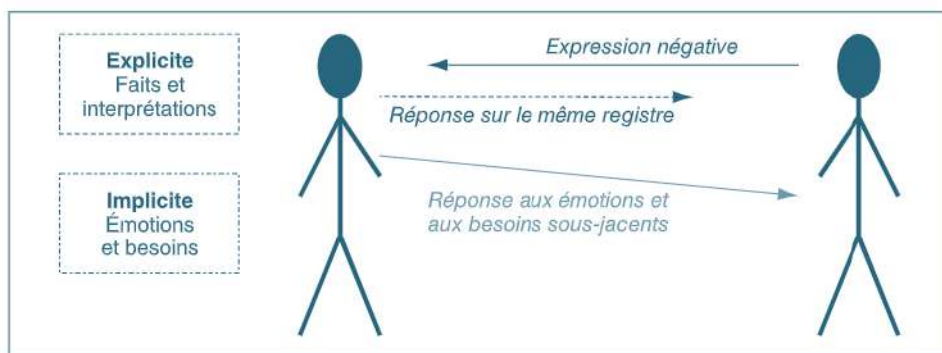 Explicite
Faits et
interprétations
Expression négative
Réponse sur le même registre
Implicite
Émotions
et besoins
Réponse aux émotions et
aux besoins sous-jacents